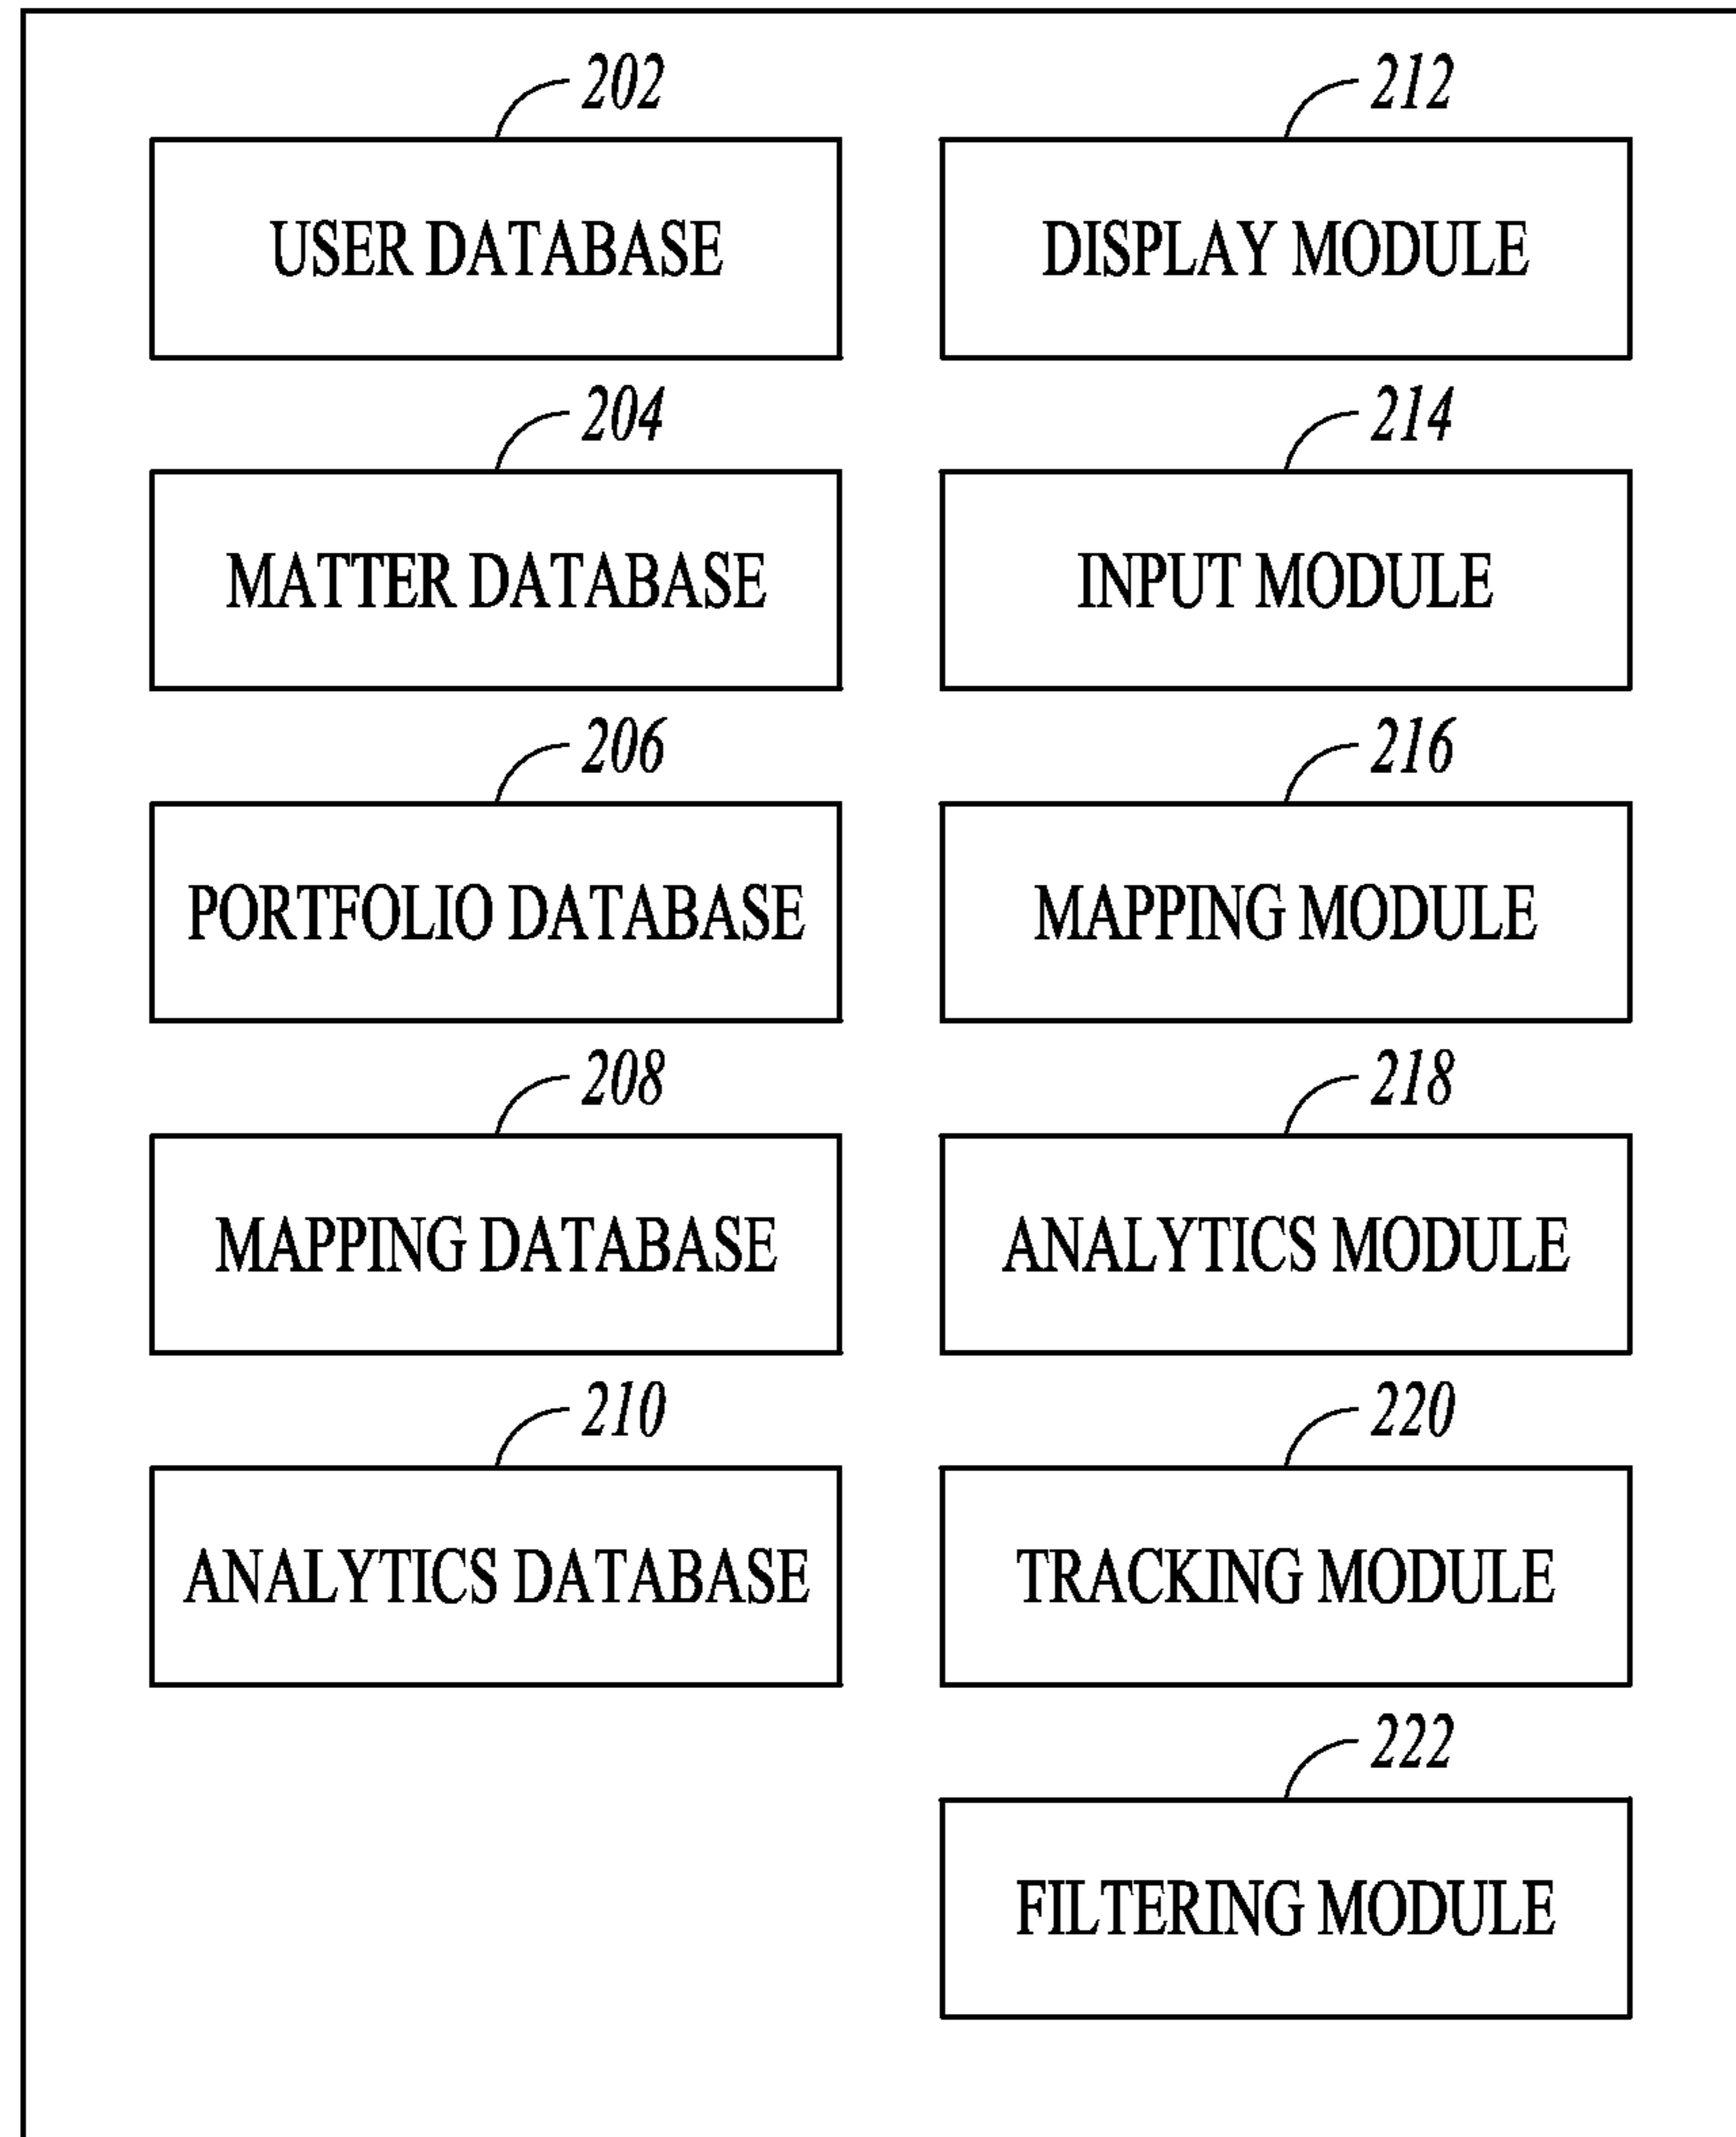 202
USER DATABASE
212
DISPLAY MODULE
204
MATTER DATABASE
214
INPUT MODULE
206
PORTFOLIO DATABASE
216
MAPPING MODULE
208
MAPPING DATABASE
218
ANALYTICS MODULE
210
ANALYTICS DATABASE
220
TRACKING MODULE
222
FILTERING MODULE